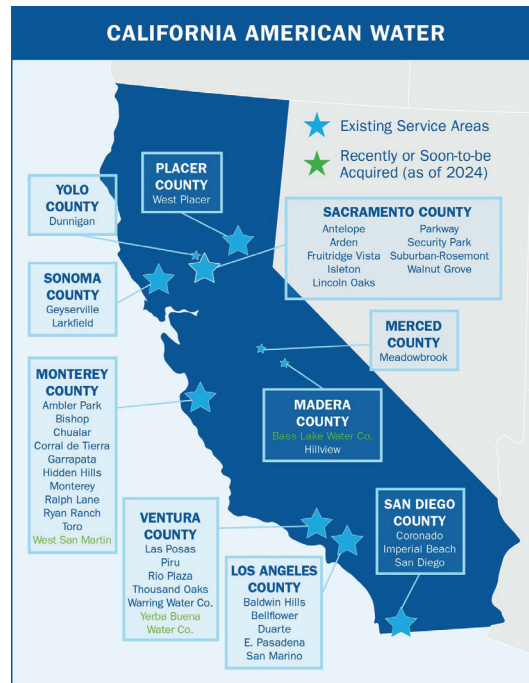 CALIFORNIA AMERICAN WATER
Existing Service Areas
Recently or Soon-to-be
Acquired (as of 2024)
PLACER
COUNTY
West Placer
YOLO
COUNTY
Dunnigan
SACRAMENTO COUNTY
Antelope
Arden
Fruitridge Vista
Isleton
Lincoln Oaks
Parkway
Security Park
Suburban-Rosemont
Walnut Grove
SONOMA
COUNTY
Geyserville
Larkfield
MERCED
COUNTY
Meadowbrook
MONTEREY
COUNTY
Ambler Park
Bishop
Chualar
Corral de Tierra
Garrapata
Hidden Hills
Monterey
Ralph Lane
Ryan Ranch
Toro
West San Martin
MADERA
COUNTY
Bass Lake Water Co.
Hillview
VENTURA
COUNTY
Las Posas
Piru
Rio Plaza
Thousand Oaks
Warring Water Co.
Yerba Buena
Water Co.
LOS ANGELES
COUNTY
Baldwin Hills
Bellflower
Duarte
E. Pasadena
San Marino
SAN DIEGO
COUNTY
Coronado
Imperial Beach
San Diego